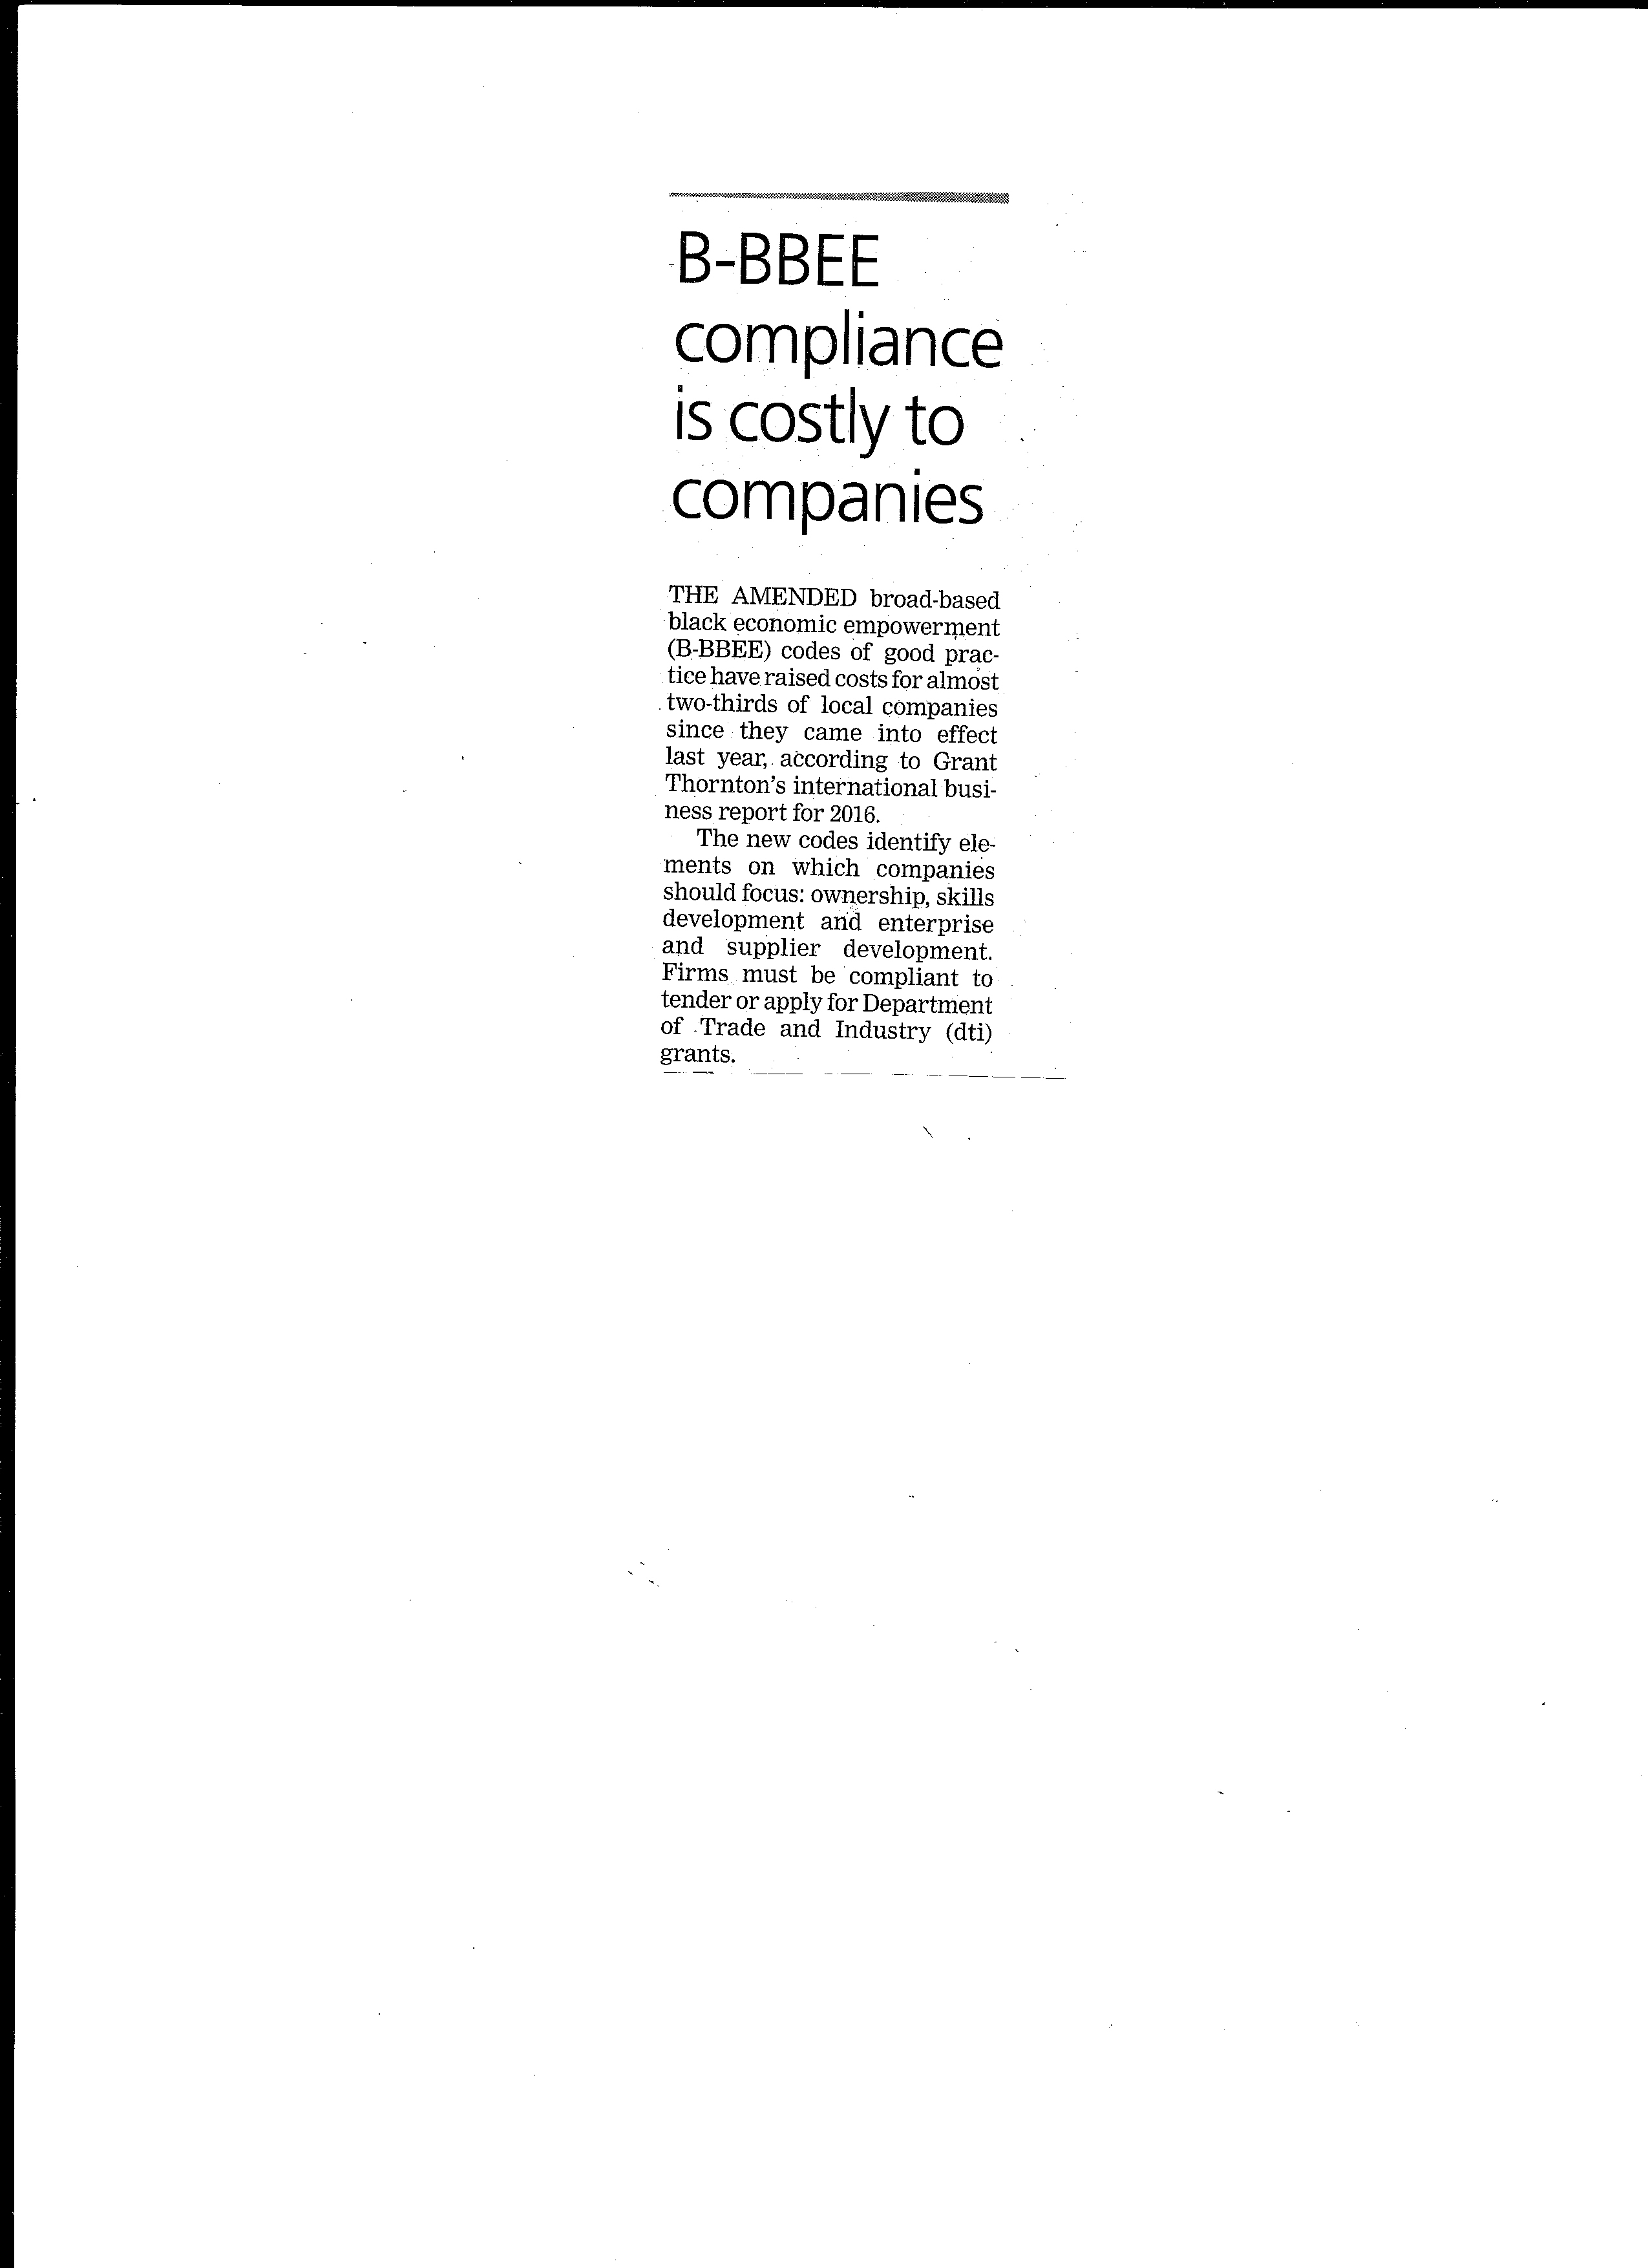 B-BBEE
compliance
is costly to
companies
THE AMENDED broad-based
black economic empowerment
(B-BBEE) codes of good prac-
tice have raised costs for almost
two-thirds of local companies
since they came into effect
last year, according to Grant
Thornton's international busi-
ness report for 2016.
The new codes identify ele-
ments on which companies
should focus: ownership, skills
development and enterprise
and supplier development.
Firms must be compliant to
tender or apply for Department
of Trade and Industry (dti)
grants.